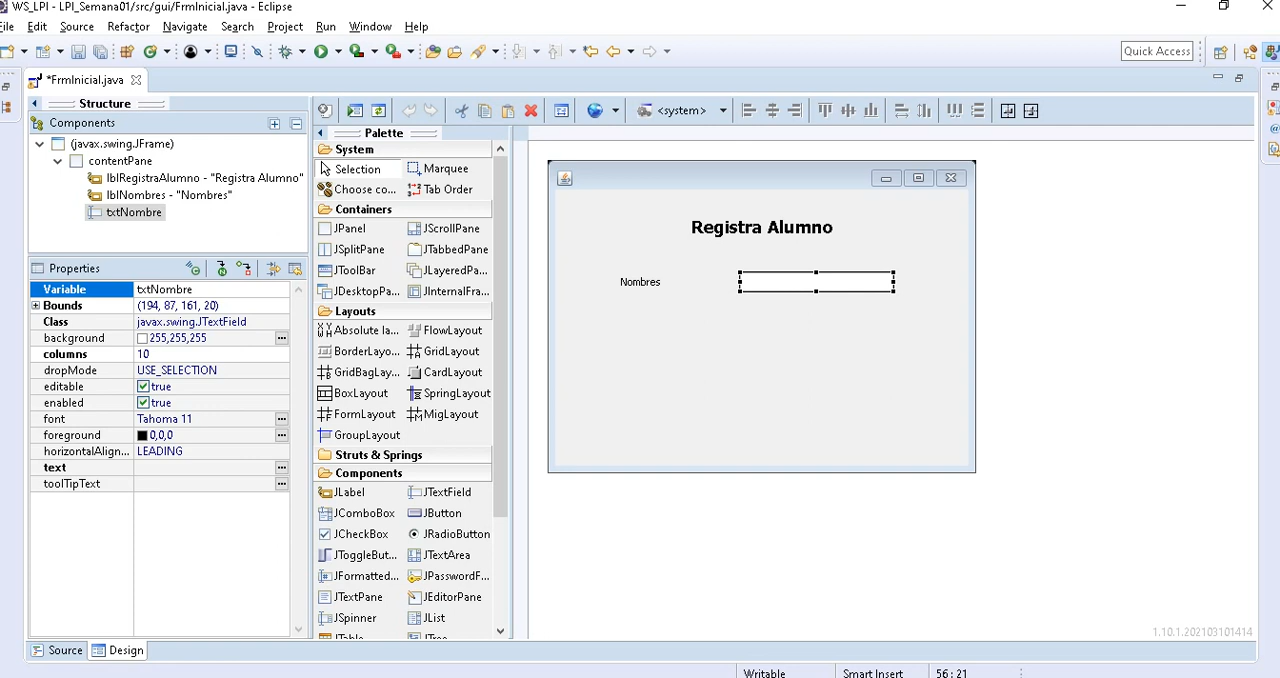 WS_LPI - LPI_Semana01/src/gui/FrmInicial.java - Eclipse
File Edit Source Refactor Navigate Search Project Run Window Help
Quick Access
*FrmInicial.java
Structure
Components
(javax.swing.JFrame)
contentPane
lblRegistraAlumno - "Registra Alumno"
lblNombres - "Nombres"
txtNombre
Properties
Variable txtNombre
Bounds (194, 87, 161, 20)
Class javax.swing.JTextField
background 255,255,255
columns 10
dropMode USE_SELECTION
editable true
enabled true
font Tahoma 11
foreground 0,0,0
horizontalAlign... LEADING
text
toolTipText
Source Design
<system>
Palette
System
Selection Marquee
Choose co... Tab Order
Containers
JPanel JScrollPane
JSplitPane JTabbedPane
JToolBar JLayeredPa...
JDesktopPa... JInternalFra...
Layouts
Absolute la... FlowLayout
BorderLayo... GridLayout
GridBagLay... CardLayout
BoxLayout SpringLayout
FormLayout MigLayout
GroupLayout
Struts & Springs
Components
JLabel JTextField
JComboBox JButton
JCheckBox JRadioButton
JToggleBut... JTextArea
JFormatted... JPasswordF...
JTextPane JEditorPane
JSpinner JList
JTable JTree
Registra Alumno
Nombres
1.10.1.202103101414
Writable Smart Insert 56 : 21